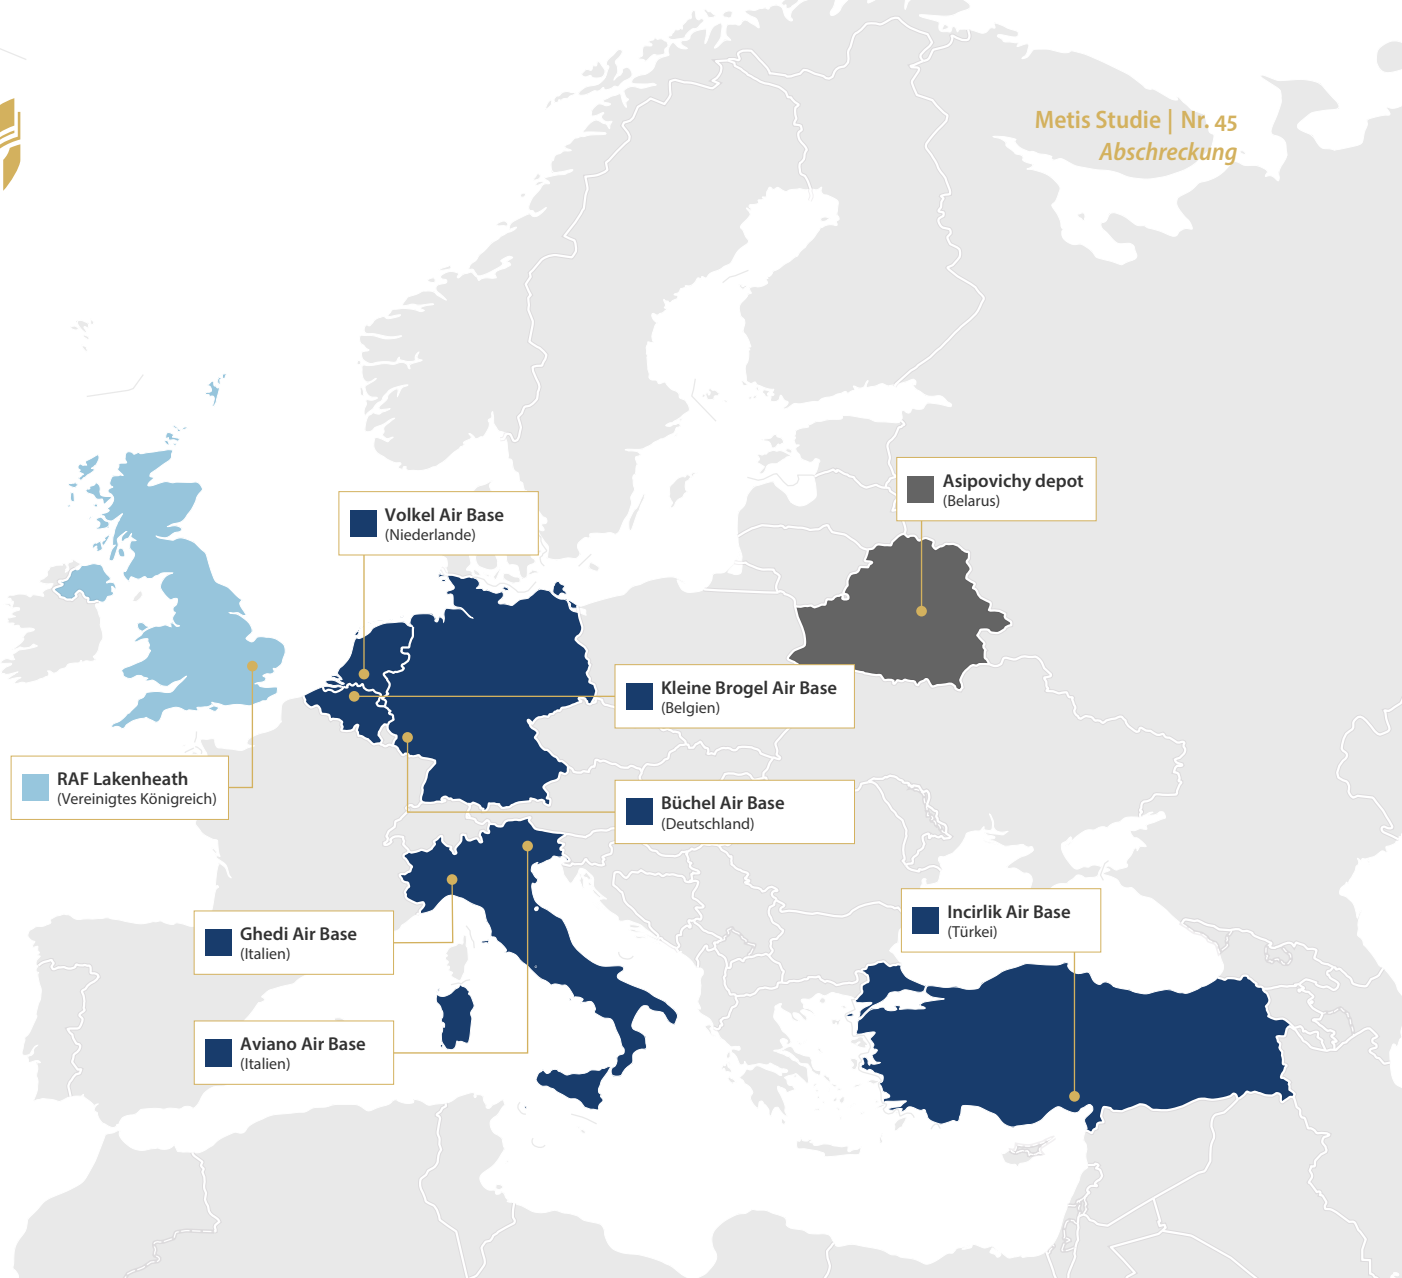 Metis Studie | Nr. 45
Abschreckung
Asipovichy depot
(Belarus)
Volkel Air Base
(Niederlande)
Kleine Brogel Air Base
(Belgien)
RAF Lakenheath
(Vereinigtes Königreich)
Büchel Air Base
(Deutschland)
Incirlik Air Base
(Türkei)
Ghedi Air Base
(Italien)
Aviano Air Base
(Italien)